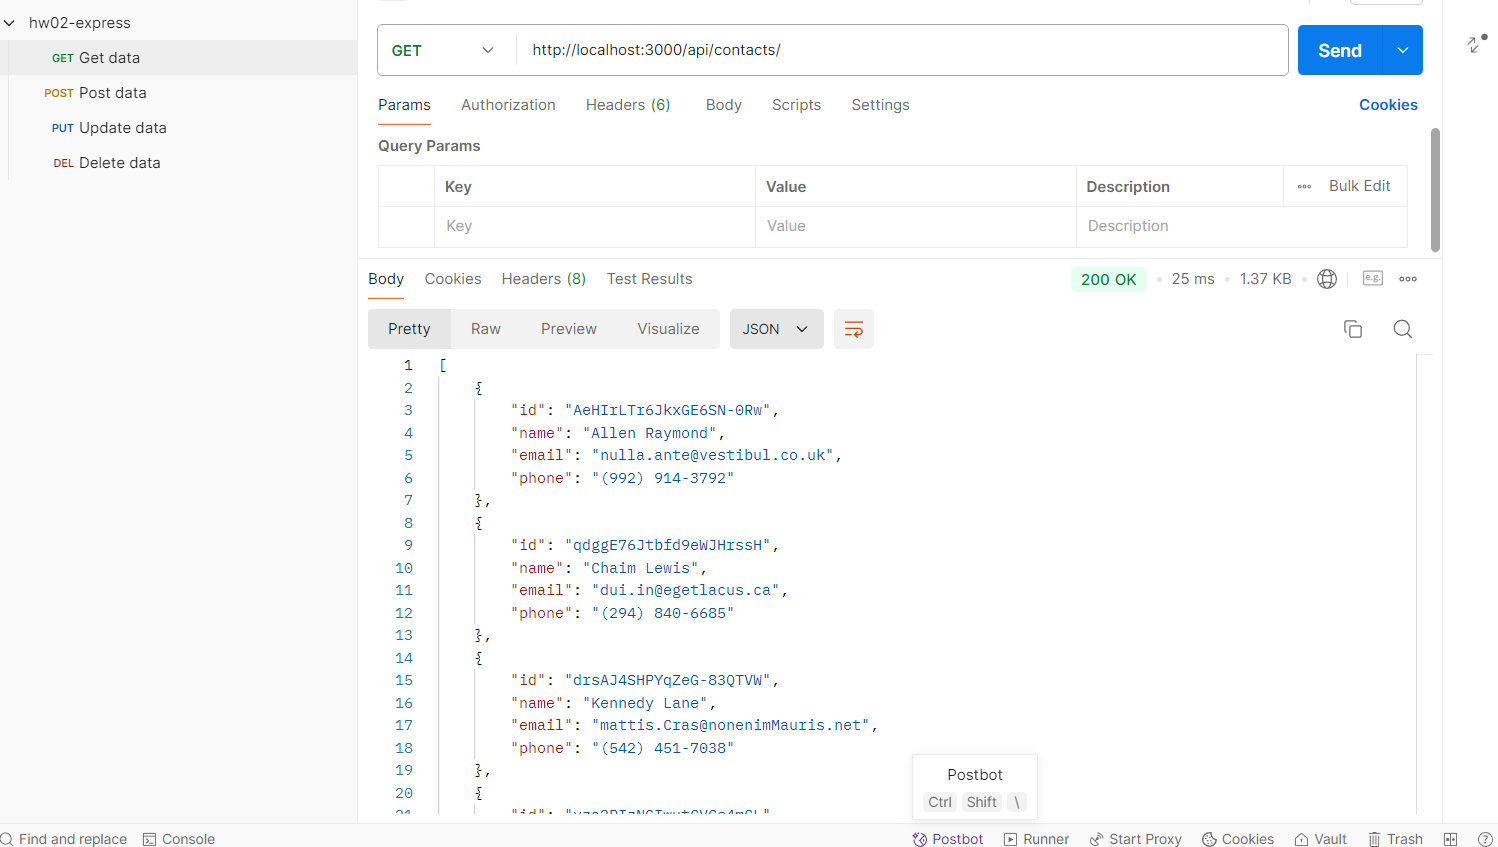 hw02-express
GET Get data
POST Post data
PUT Update data
DEL Delete data
GET http://localhost:3000/api/contacts/ Send
Params Authorization Headers (6) Body Scripts Settings Cookies
Query Params
Key Value Description Bulk Edit
Key Value Description
Body Cookies Headers (8) Test Results 200 OK 25 ms 1.37 KB e.g.
Pretty Raw Preview Visualize JSON
1 [
2 {
3 "id": "AeHIrLTr6JkxGE6SN-0Rw",
4 "name": "Allen Raymond",
5 "email": "nulla.ante@vestibul.co.uk",
6 "phone": "(992) 914-3792"
7 },
8 {
9 "id": "qdggE76Jtbfd9eWJHrssH",
10 "name": "Chaim Lewis",
11 "email": "dui.in@egetlacus.ca",
12 "phone": "(294) 840-6685"
13 },
14 {
15 "id": "drsAJ4SHPYqZeG-83QTVW",
16 "name": "Kennedy Lane",
17 "email": "mattis.Cras@nonenimMauris.net",
18 "phone": "(542) 451-7038"
19 },
20 {
21 "id":
Postbot
Ctrl Shift \
Find and replace Console Postbot Runner Start Proxy Cookies Vault Trash